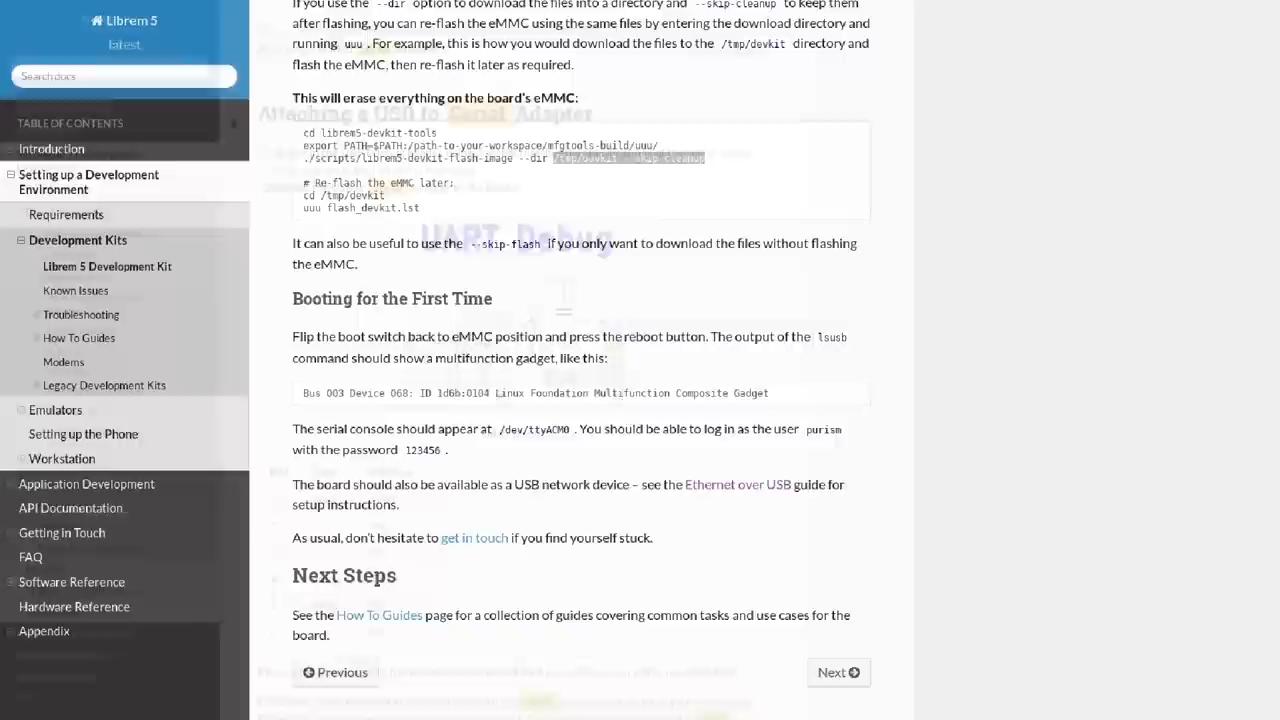 Librem 5
latest
Search docs
TABLE OF CONTENTS
Introduction
Setting up a Development
Environment
Requirements
Development Kits
Librem 5 Development Kit
Known Issues
Troubleshooting
How To Guides
Modems
Legacy Development Kits
Emulators
Setting up the Phone
Workstation
Application Development
API Documentation
Getting in Touch
FAQ
Software Reference
Hardware Reference
Appendix
If you use the --dir option to download the files into a directory and --skip-cleanup to keep them
after flashing, you can re-flash the eMMC using the same files by entering the download directory and
running uuu . For example, this is how you would download the files to the /tmp/devkit directory and
flash the eMMC, then re-flash it later as required.
This will erase everything on the board's eMMC:
Attaching a USB to Serial Adapter
cd librem5-devkit-tools
export PATH=$PATH:/path-to-your-workspace/mfgtools-build/uuu/
./scripts/librem5-devkit-flash-image --dir /tmp/devkit --skip-cleanup
# Re-flash the eMMC later:
cd /tmp/devkit
uuu flash_devkit.lst
UART Debug
It can also be useful to use the --skip-flash if you only want to download the files without flashing
the eMMC.
Booting for the First Time
Flip the boot switch back to eMMC position and press the reboot button. The output of the lsusb
command should show a multifunction gadget, like this:
Bus 003 Device 068: ID 1d6b:0104 Linux Foundation Multifunction Composite Gadget
The serial console should appear at /dev/ttyACM0 . You should be able to log in as the user purism
with the password 123456 .
The board should also be available as a USB network device – see the Ethernet over USB guide for
setup instructions.
As usual, don't hesitate to get in touch if you find yourself stuck.
Next Steps
See the How To Guides page for a collection of guides covering common tasks and use cases for the
board.
Previous
Next